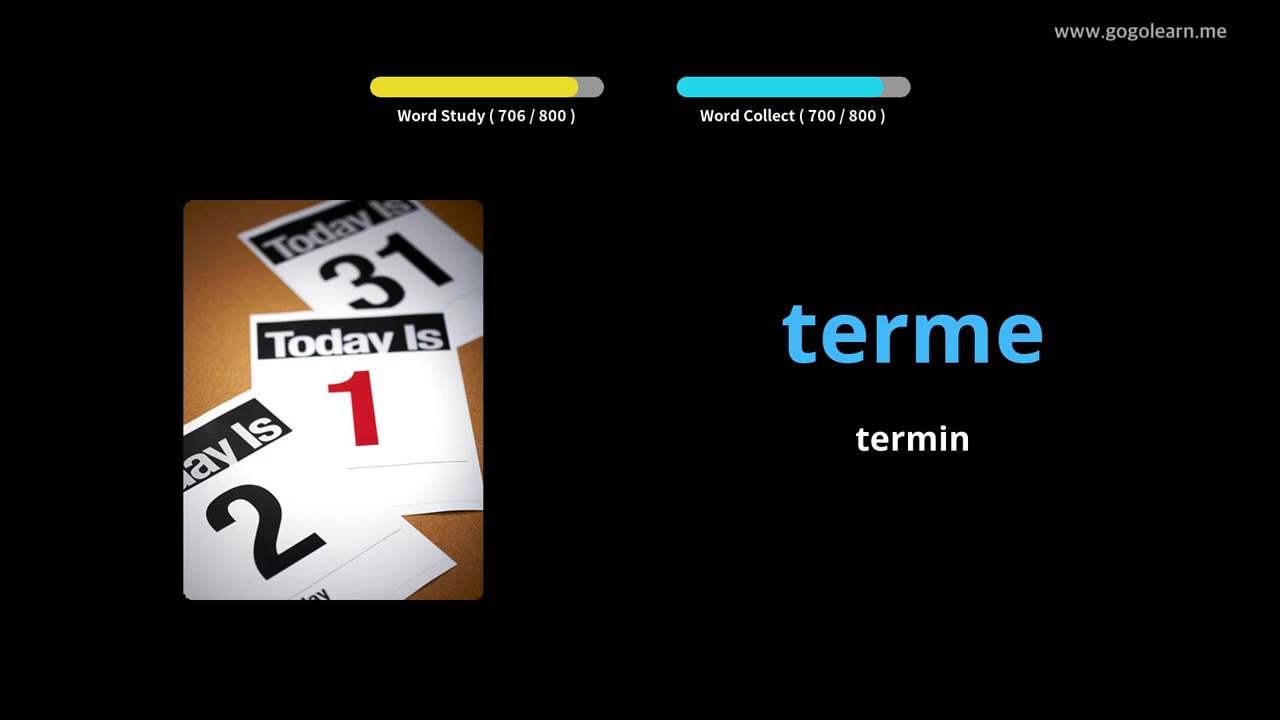 www.gogolearn.me
Word Study ( 706 / 800 )
Word Collect ( 700 / 800 )
Today Is
31
Today Is
1
ay Is
2
terme
termin